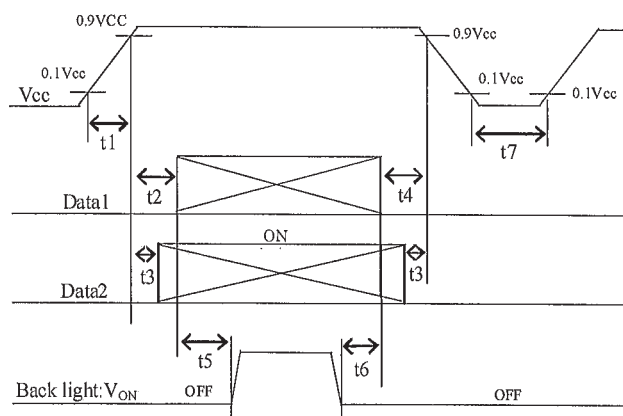 0.9VCC
0.9Vcc
0.1Vcc
0.1Vcc
0.1Vcc
Vcc
t1
t7
t2
t4
Data1
ON
t3
t3
Data2
t5
t6
Back light:VON
OFF
OFF